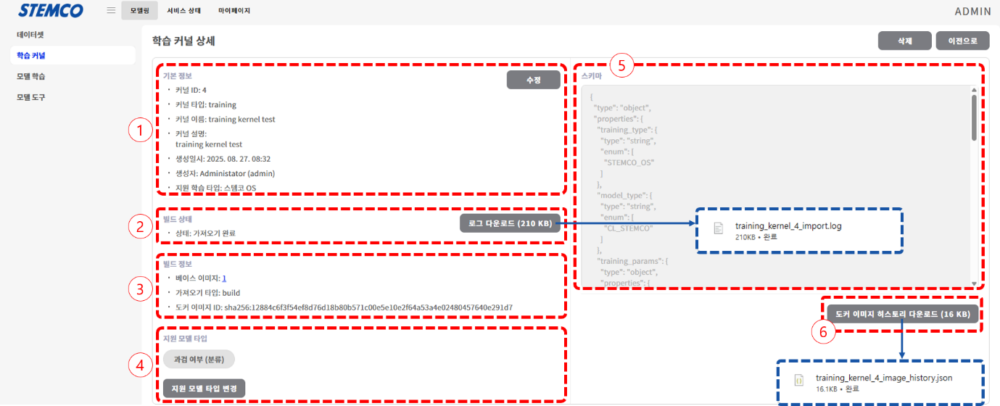 STEMCO
모델링
서비스 상태
마이페이지
ADMIN
데이터셋
학습 커널
모델 학습
모델 도구
학습 커널 상세
삭제
이전으로
1
기본 정보
수정
· 커널 ID: 4
· 커널 타입: training
· 커널 이름: training kernel test
· 커널 설명:
training kernel test
· 생성일시: 2025. 08. 27. 08:32
· 생성자: Administator (admin)
· 지원 학습 타입: 스템코 OS
2
빌드 상태
로그 다운로드 (210 KB)
· 상태: 가져오기 완료
3
빌드 정보
· 베이스 이미지: 1
· 가져오기 타입: build
· 도커 이미지 ID: sha256:12884c6f3f54ef8d76d18b80b571c00e5e10e2f64a53a4e02480457640e291d7
4
지원 모델 타입
과검 여부 (분류)
지원 모델 타입 변경
5
스키마
{
"type": "object",
"properties": {
"training_type": {
"type": "string",
"enum": [
"STEMCO_OS"
]
},
"model_type": {
"type": "string",
"enum": [
"CL_STEMCO"
]
},
"training_params": {
"type": "object",
"properties": {
training_kernel_4_import.log
210KB • 완료
6
도커 이미지 히스토리 다운로드 (16 KB)
training_kernel_4_image_history.json
16.1KB • 완료